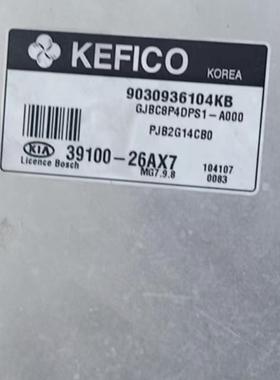 KEFICO KOREA
9030936104KB
GJBC8P4DPS1-A000
PJB2G14CB0
KIA 39100-26AX7 104107
Licence Bosch MG7.9.8 0083